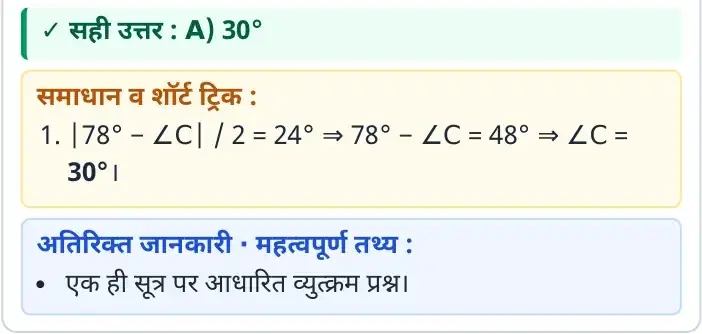 ✓ सही उत्तर : A) 30°
समाधान व शॉर्ट ट्रिक :
1. |78° − ∠C| / 2 = 24° ⇒ 78° − ∠C = 48° ⇒ ∠C =
30°।
अतिरिक्त जानकारी · महत्वपूर्ण तथ्य :
• एक ही सूत्र पर आधारित व्युत्क्रम प्रश्न।